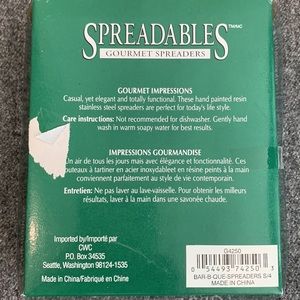 SPREADABLES TM/MC
GOURMET SPREADERS
GOURMET IMPRESSIONS
Casual, yet elegant and totally functional. These hand painted resin
stainless steel spreaders are perfect for today's life style.
Care instructions: Not recommended for dishwasher. Gently hand
wash in warm soapy water for best results.
IMPRESSIONS GOURMANDISE
Un air de tous les jours mais avec élégance et fonctionnalité. Ces
couteaux à tartiner en acier inoxydable et résine peints à la main
conviennent parfaitement au style de vie contemporain.
Entretien: Ne pas laver au lave-vaisselle. Pour obtenir les meilleurs
résultats, laver à la main dans une savonée chaude.
Imported by/Importé par
CWC
P.O. Box 34535
Seattle, Washington 98124-1535
Made in China/Fabriqué en Chine
G4250
0 54493 74250 3
BAR-B-QUE-SPREADERS S/4
MADE IN CHINA